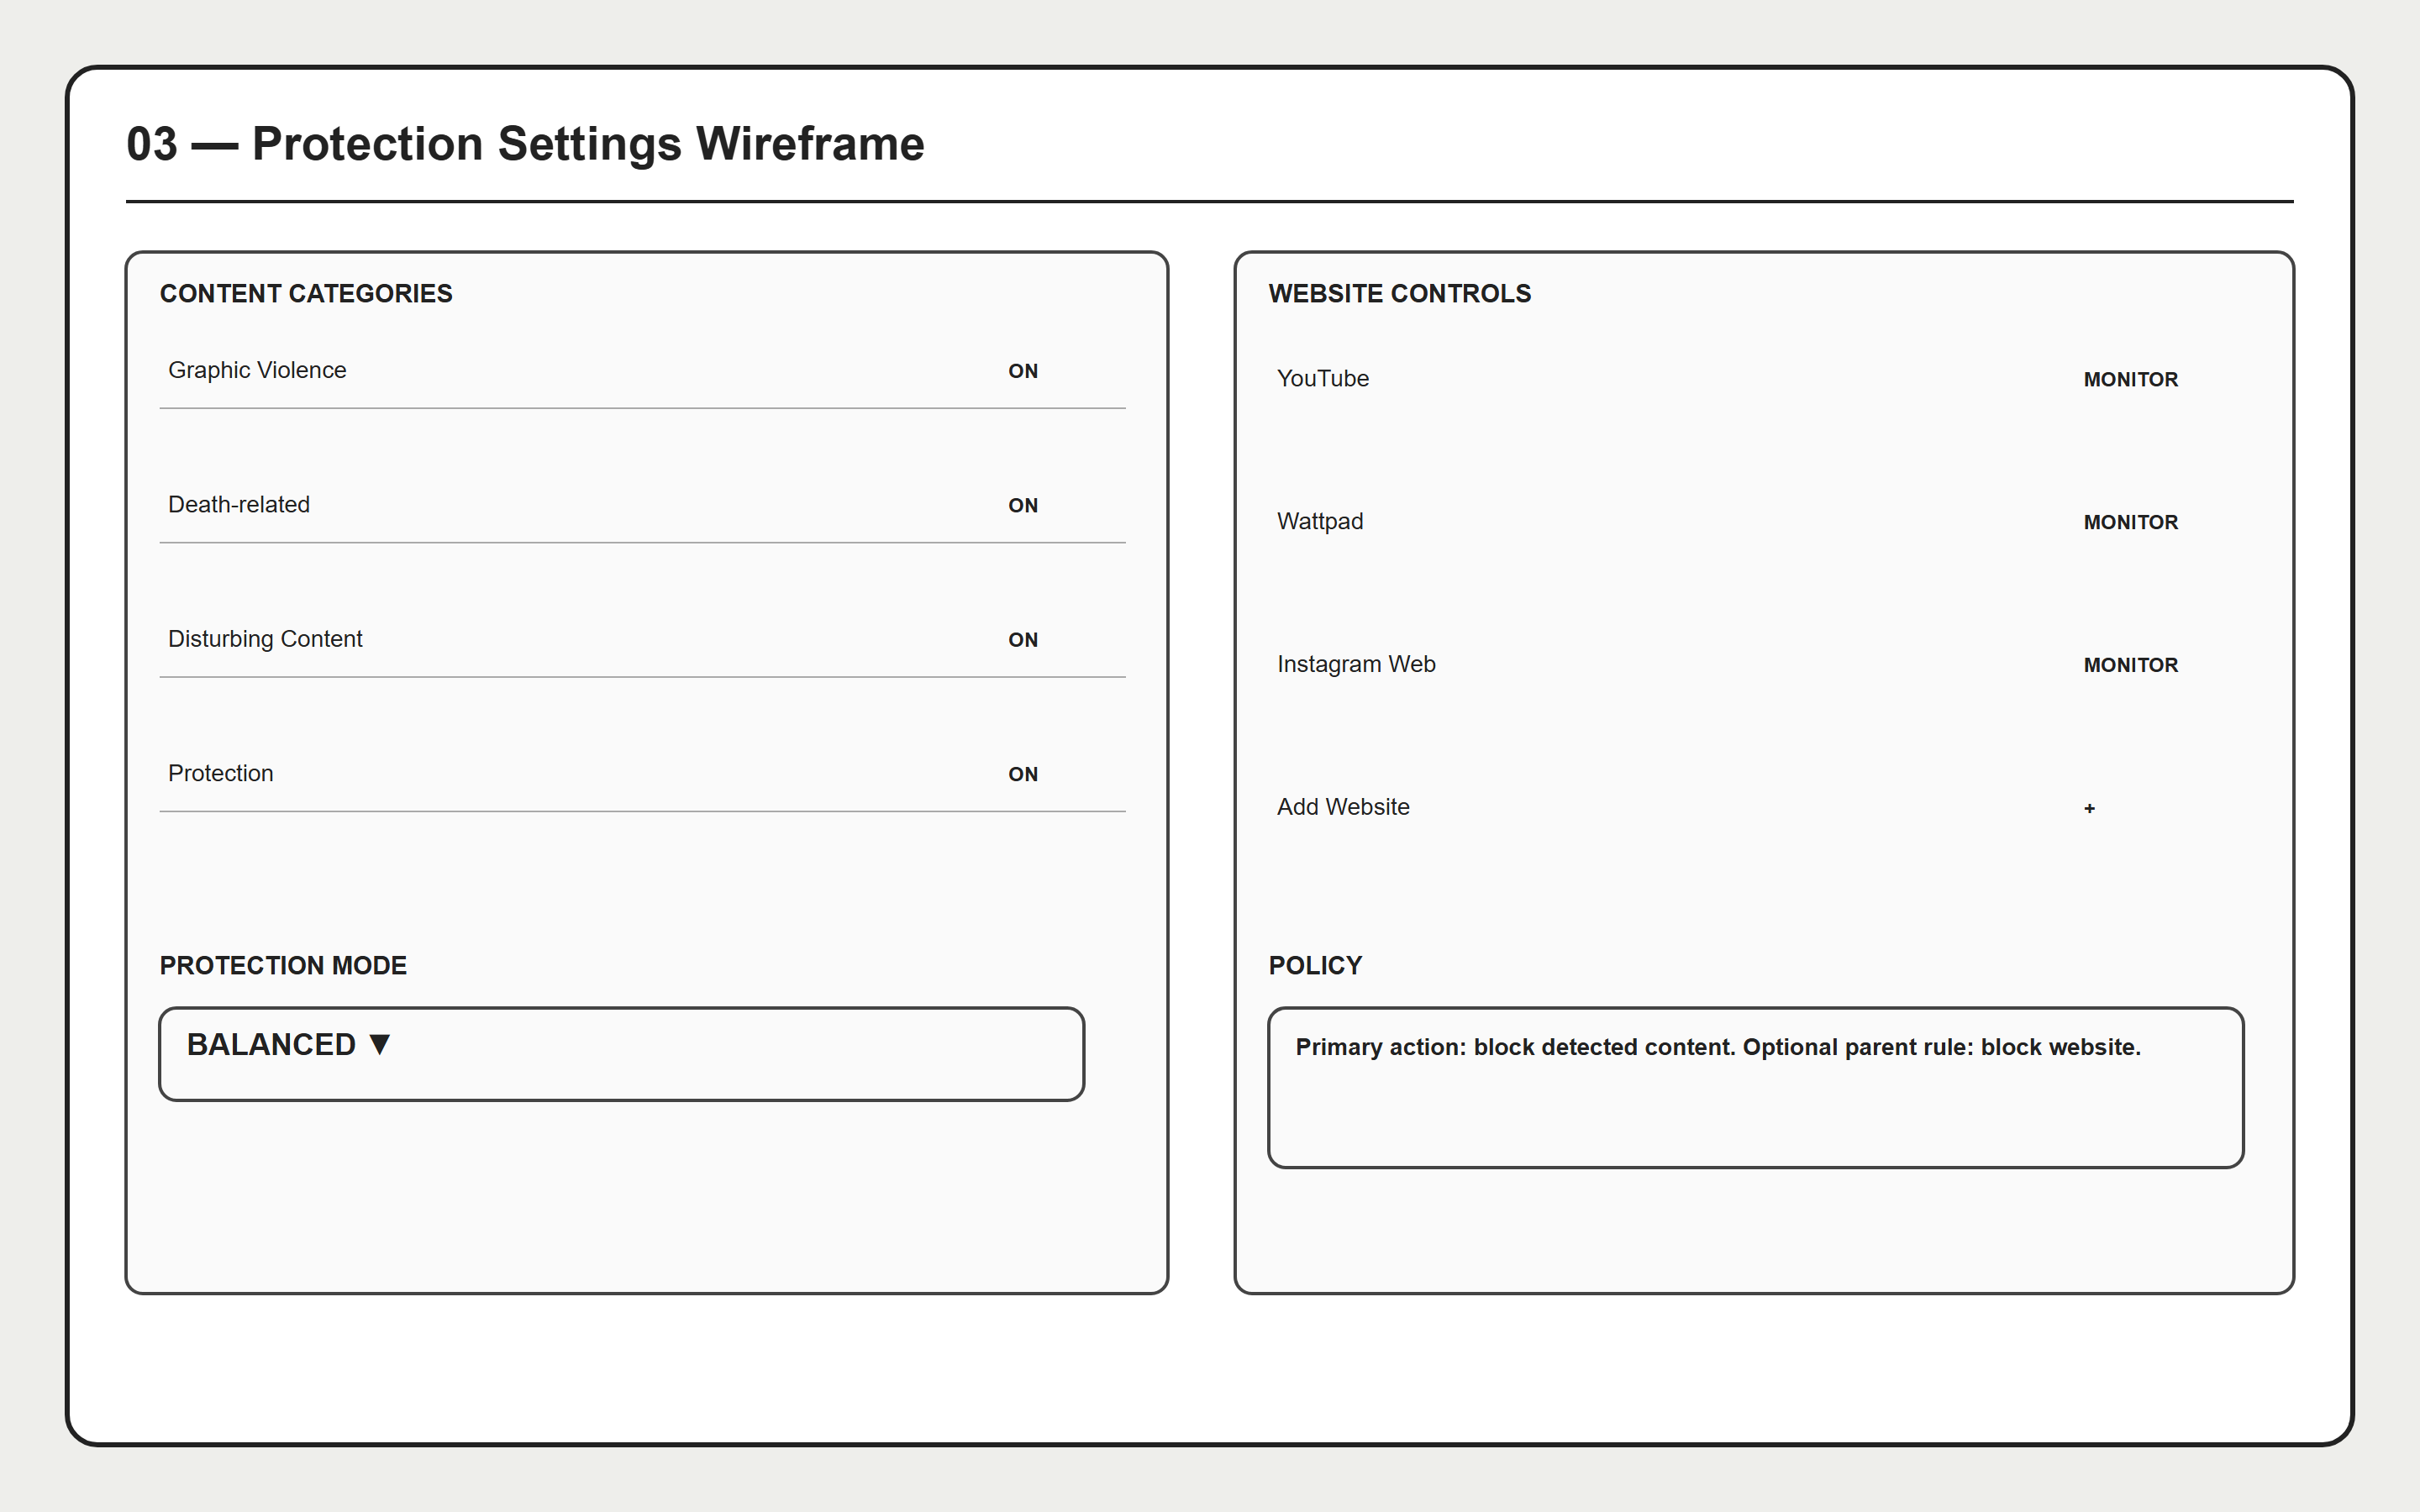 03 — Protection Settings Wireframe
CONTENT CATEGORIES
Graphic Violence ON
Death-related ON
Disturbing Content ON
Protection ON
PROTECTION MODE
BALANCED ▼
WEBSITE CONTROLS
YouTube MONITOR
Wattpad MONITOR
Instagram Web MONITOR
Add Website +
POLICY
Primary action: block detected content. Optional parent rule: block website.